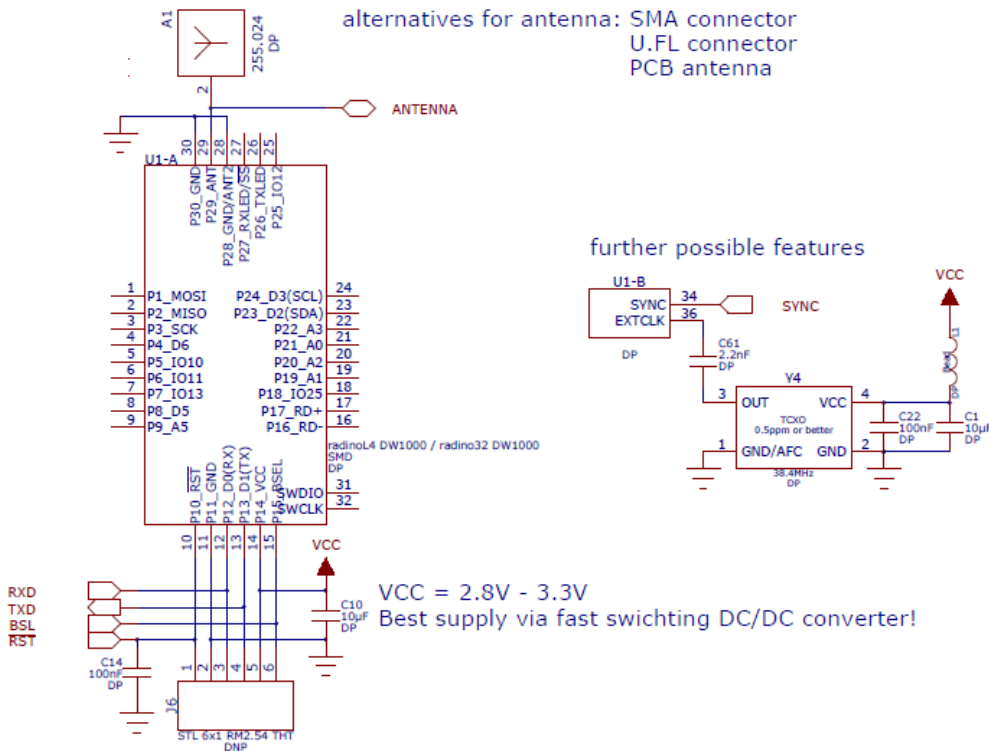 alternatives for antenna: SMA connector
U.FL connector
PCB antenna
A1
255.024
DP
2
ANTENNA
30
29
28
27
26
25
U1-A
P30_GND
P29_ANT
P28_GND/ANT2
P27_RXLED/SS
P26_TXLED
P25_IO12
1 P1_MOSI
2 P2_MISO
3 P3_SCK
4 P4_D6
5 P5_IO10
6 P6_IO11
7 P7_IO13
8 P8_D5
9 P9_A5
P24_D3(SCL) 24
P23_D2(SDA) 23
P22_A3 22
P21_A0 21
P20_A2 20
P19_A1 19
P18_IO25 18
P17_RD+ 17
P16_RD- 16
radinoL4 DW1000 / radino32 DW1000
SMD
DP
SWDIO 31
SWCLK 32
P10_RST
P11_GND
P12_D0(RX)
P13_D1(TX)
P14_VCC
P15_BSEL
10
11
12
13
14
15
VCC
RXD
TXD
BSL
RST
C10
10µF
DP
VCC = 2.8V - 3.3V
Best supply via fast swichting DC/DC converter!
C14
100nF
DP
1
2
3
4
5
6
J6
STL 6x1 RM2.54 THT
DNP
further possible features
U1-B
SYNC 34
EXTCLK 36
DP
SYNC
C61
2.2nF
DP
VCC
L1
Bead
DP
Y4
3 OUT
VCC 4
TCXO
0.5ppm or better
1 GND/AFC
GND 2
38.4MHz
DP
C22
100nF
DP
C1
10µF
DP